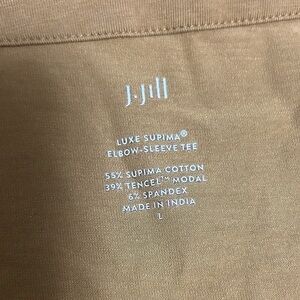 J.Jill
LUXE SUPIMA®
ELBOW-SLEEVE TEE
55% SUPIMA COTTON
39% TENCEL™ MODAL
6% SPANDEX
MADE IN INDIA
L